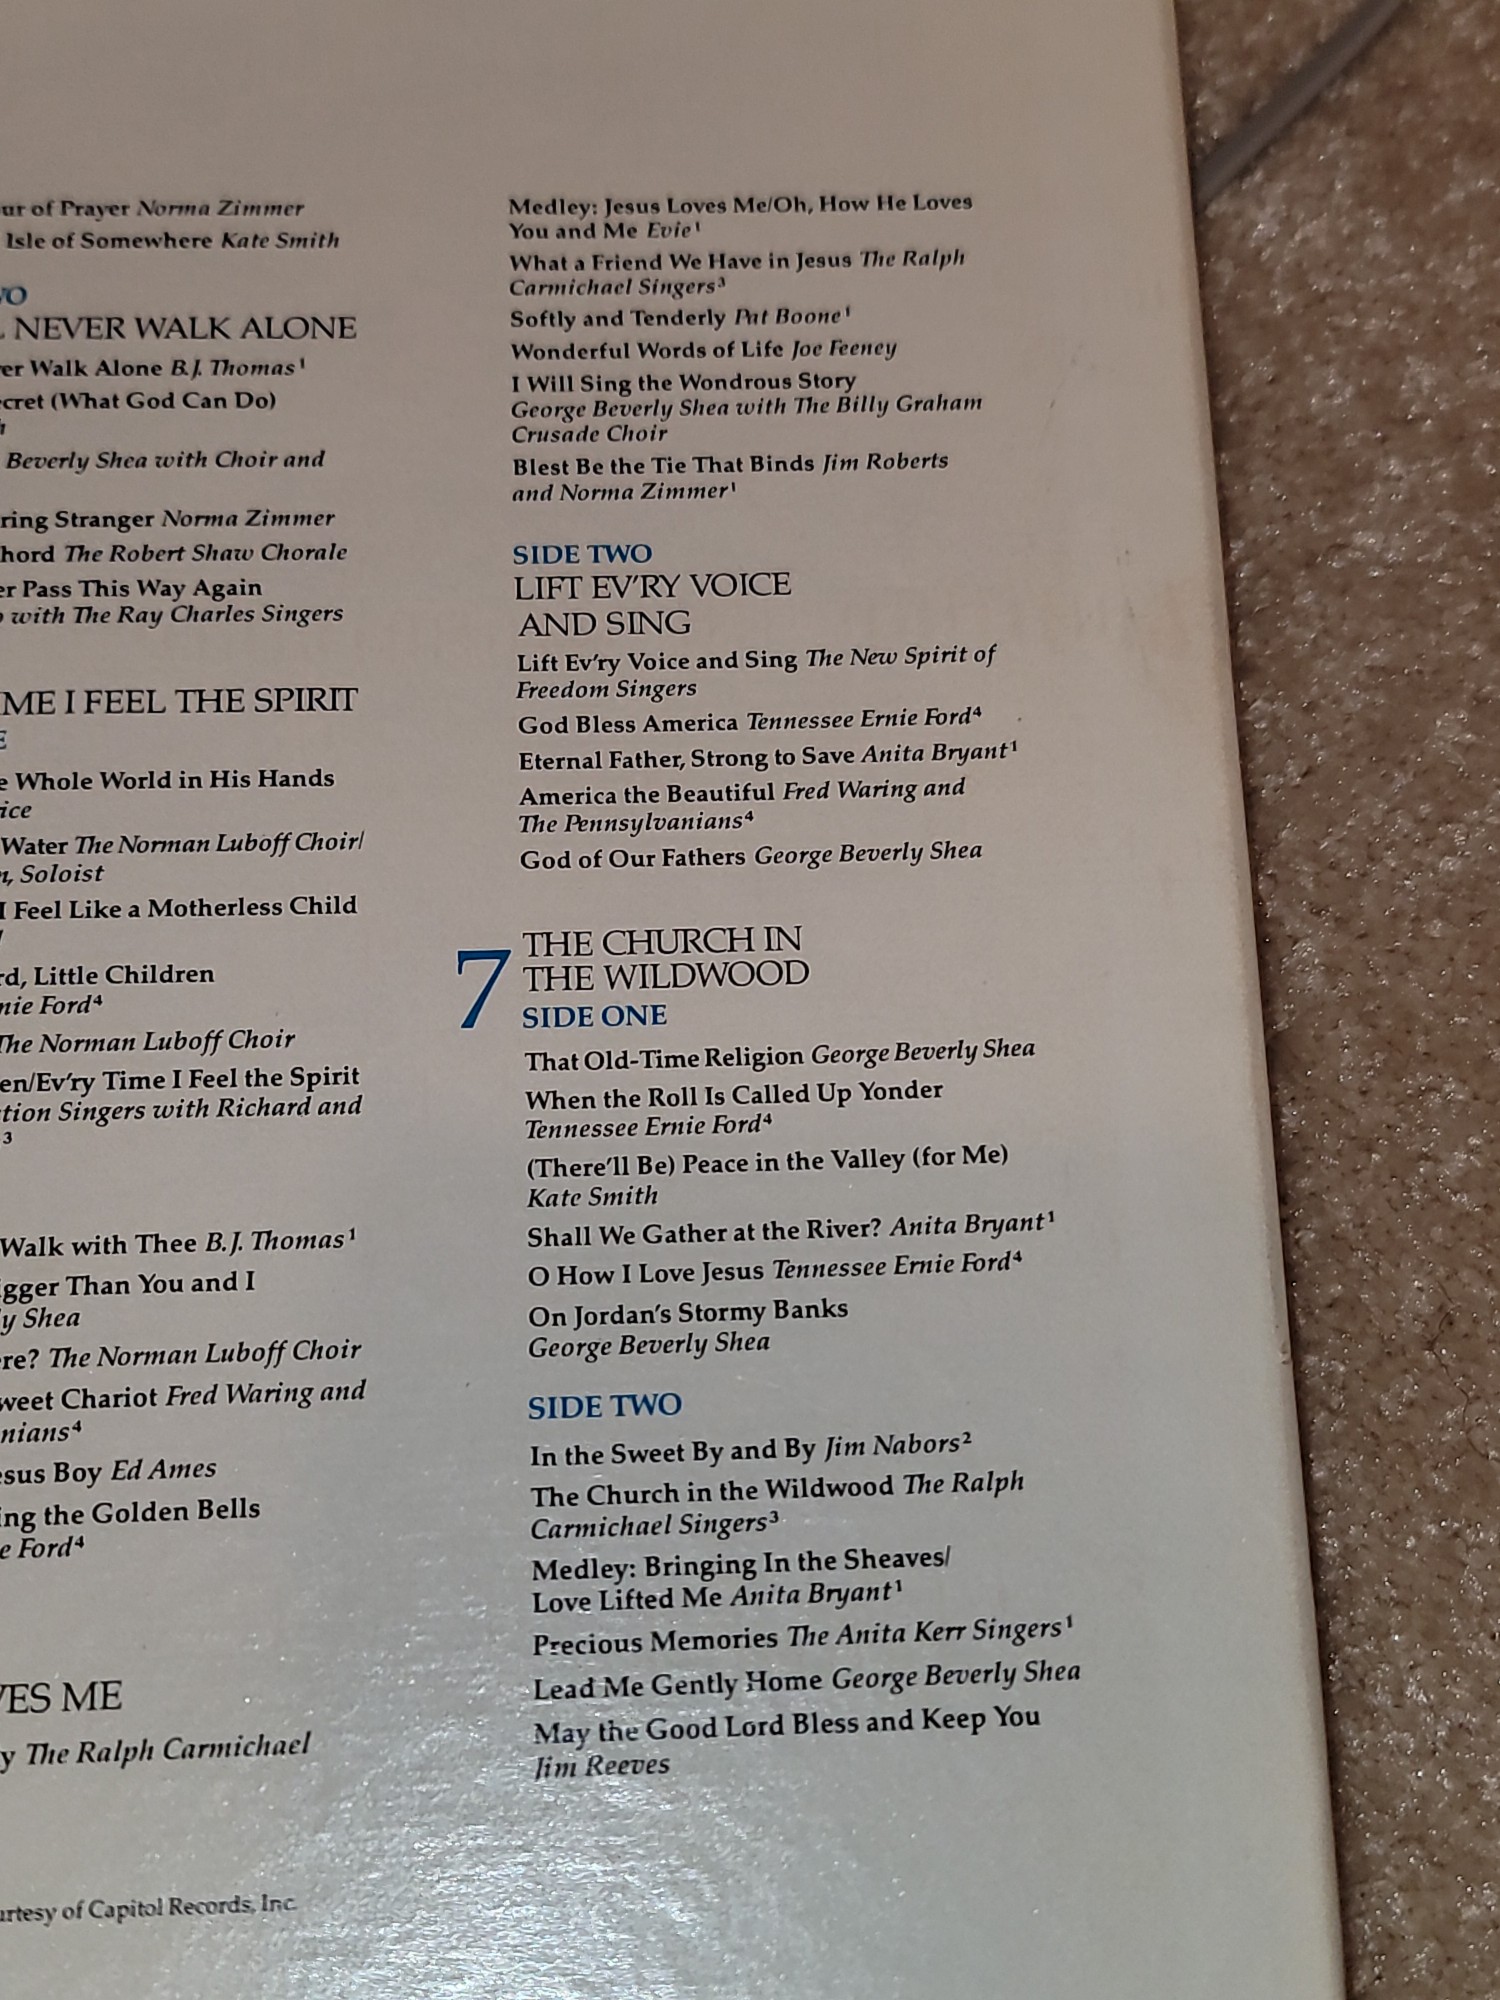 ur of Prayer Norma Zimmer
Isle of Somewhere Kate Smith
WO
NEVER WALK ALONE
er Walk Alone B.J. Thomas¹
ecret (What God Can Do)
Beverly Shea with Choir and
ring Stranger Norma Zimmer
hord The Robert Shaw Chorale
er Pass This Way Again
with The Ray Charles Singers
ME I FEEL THE SPIRIT
E
e Whole World in His Hands
ice
Water The Norman Luboff Choir/
n, Soloist
I Feel Like a Motherless Child
rd, Little Children
nie Ford⁴
The Norman Luboff Choir
en/Ev'ry Time I Feel the Spirit
ction Singers with Richard and
³
Walk with Thee B.J. Thomas¹
igger Than You and I
ly Shea
ere? The Norman Luboff Choir
weet Chariot Fred Waring and
nians⁴
esus Boy Ed Ames
ing the Golden Bells
e Ford⁴
VES ME
y The Ralph Carmichael
urtesy of Capitol Records, Inc.
Medley: Jesus Loves Me/Oh, How He Loves
You and Me Evie¹
What a Friend We Have in Jesus The Ralph
Carmichael Singers³
Softly and Tenderly Pat Boone¹
Wonderful Words of Life Joe Feeney
I Will Sing the Wondrous Story
George Beverly Shea with The Billy Graham
Crusade Choir
Blest Be the Tie That Binds Jim Roberts
and Norma Zimmer¹
SIDE TWO
LIFT EV'RY VOICE
AND SING
Lift Ev'ry Voice and Sing The New Spirit of
Freedom Singers
God Bless America Tennessee Ernie Ford⁴
Eternal Father, Strong to Save Anita Bryant¹
America the Beautiful Fred Waring and
The Pennsylvanians⁴
God of Our Fathers George Beverly Shea
7 THE CHURCH IN
THE WILDWOOD
SIDE ONE
That Old-Time Religion George Beverly Shea
When the Roll Is Called Up Yonder
Tennessee Ernie Ford⁴
(There'll Be) Peace in the Valley (for Me)
Kate Smith
Shall We Gather at the River? Anita Bryant¹
O How I Love Jesus Tennessee Ernie Ford⁴
On Jordan's Stormy Banks
George Beverly Shea
SIDE TWO
In the Sweet By and By Jim Nabors²
The Church in the Wildwood The Ralph
Carmichael Singers³
Medley: Bringing In the Sheaves/
Love Lifted Me Anita Bryant¹
Precious Memories The Anita Kerr Singers¹
Lead Me Gently Home George Beverly Shea
May the Good Lord Bless and Keep You
Jim Reeves